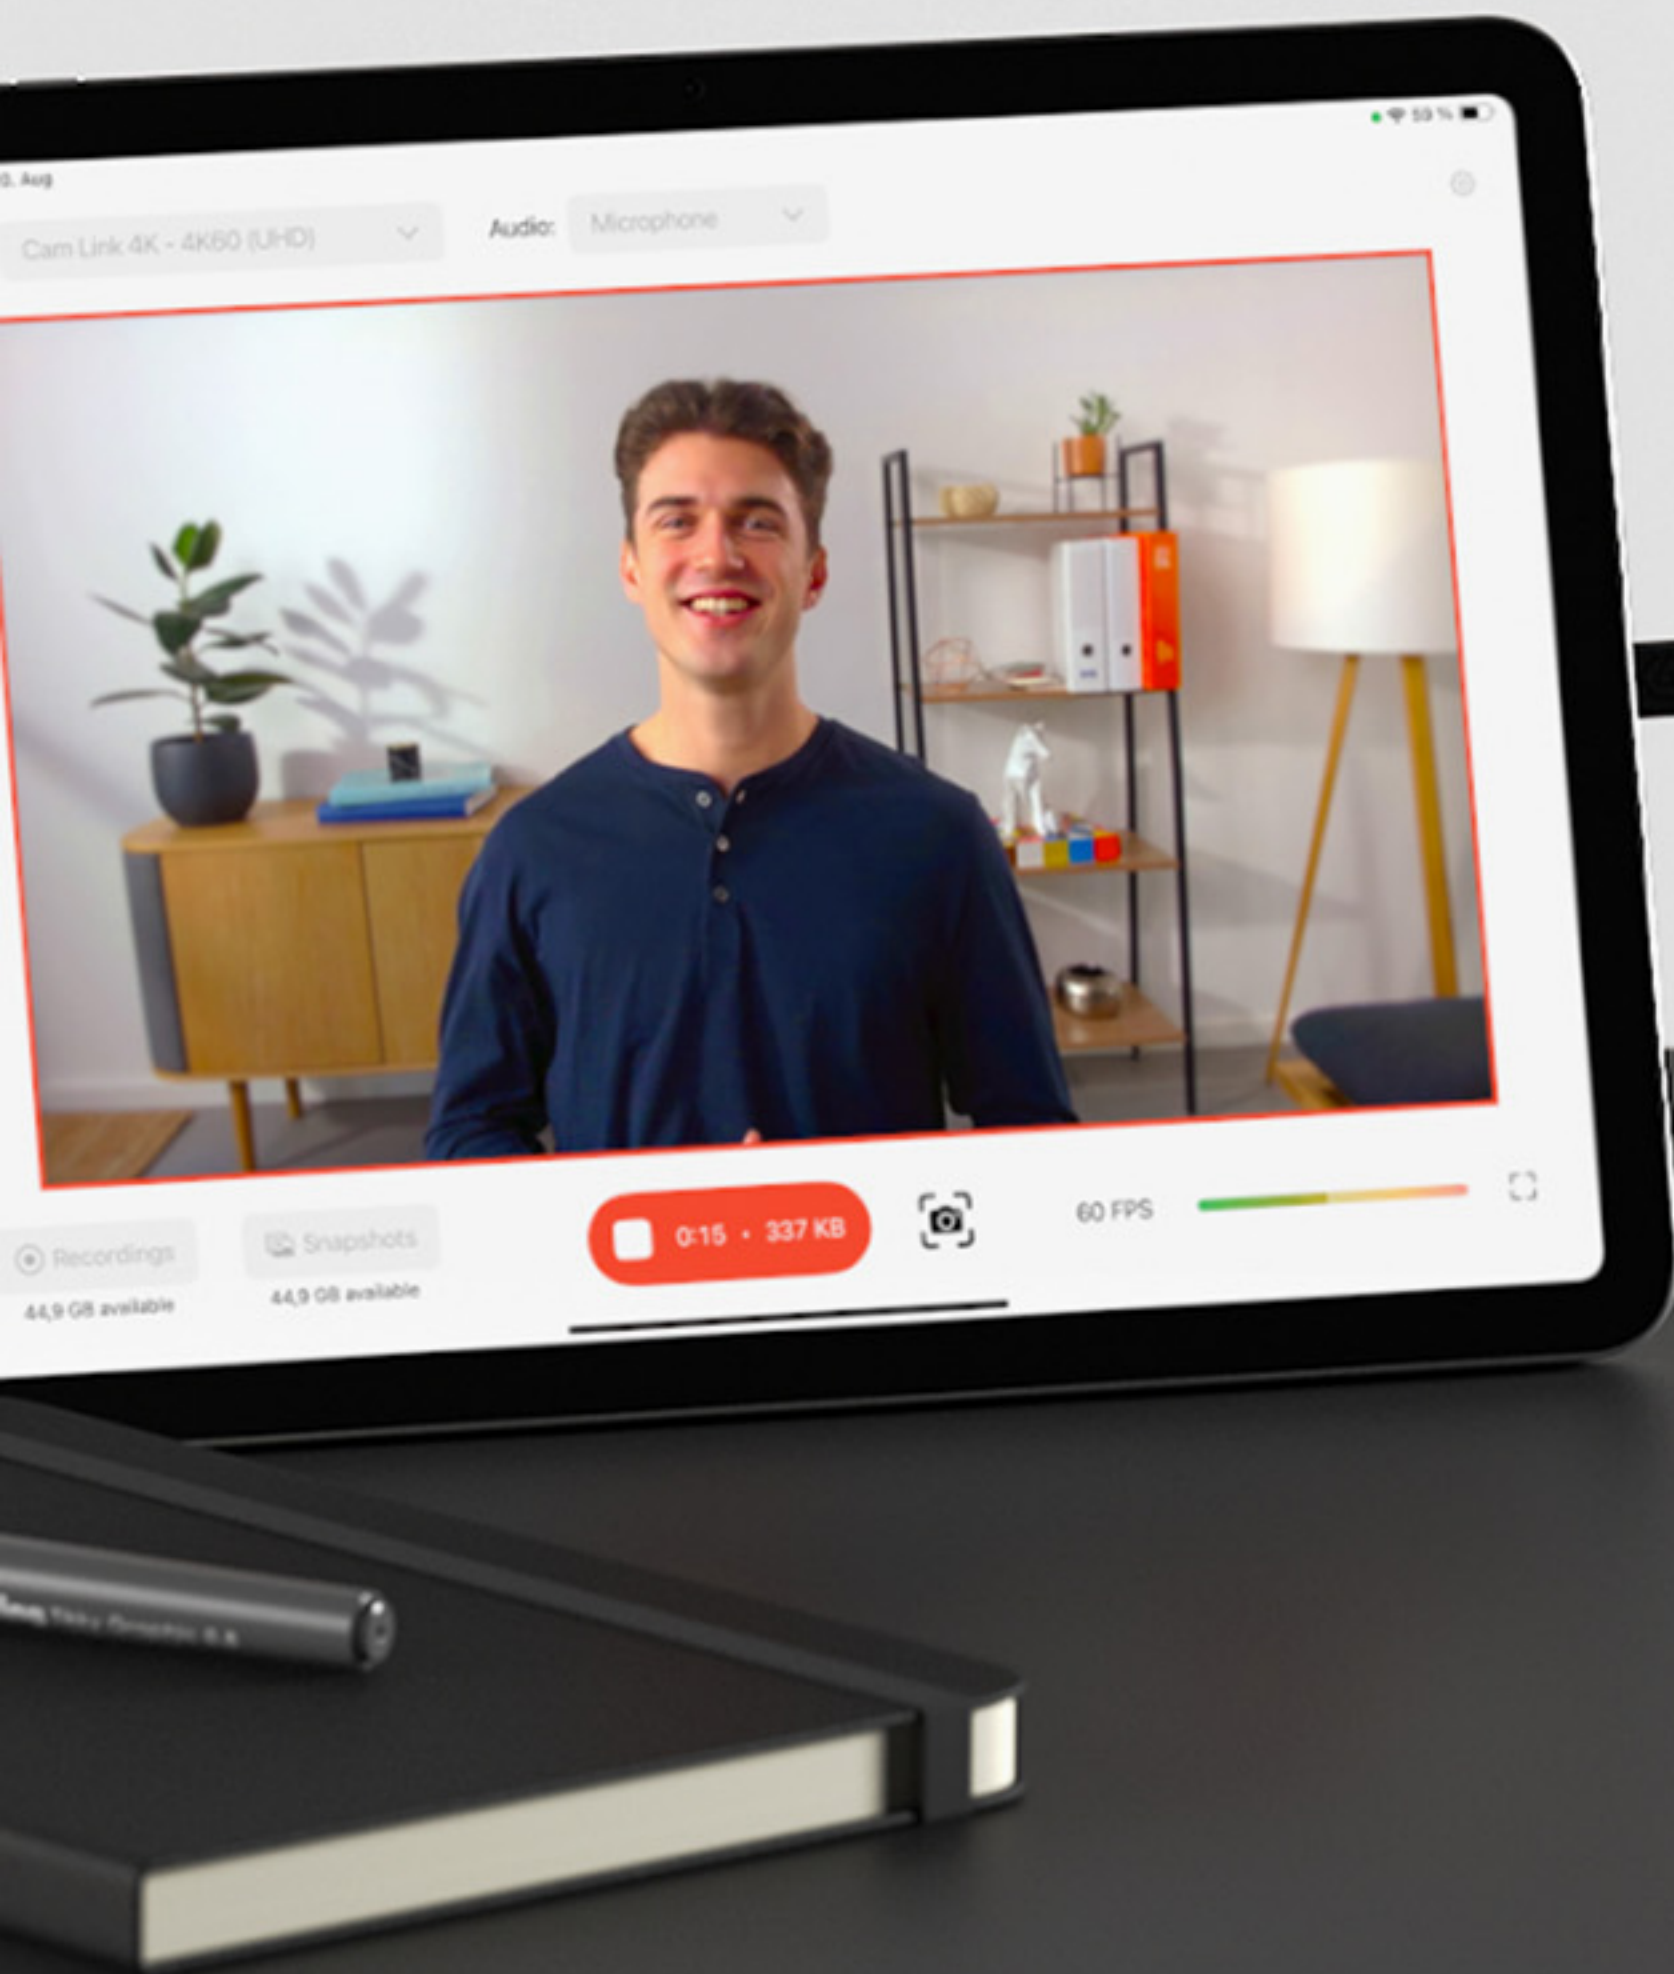 0. Aug
59 %
Cam Link 4K - 4K60 (UHD)
Audio:
Microphone
Recordings
44,9 GB available
Snapshots
44,9 GB available
0:15 • 337 KB
60 FPS